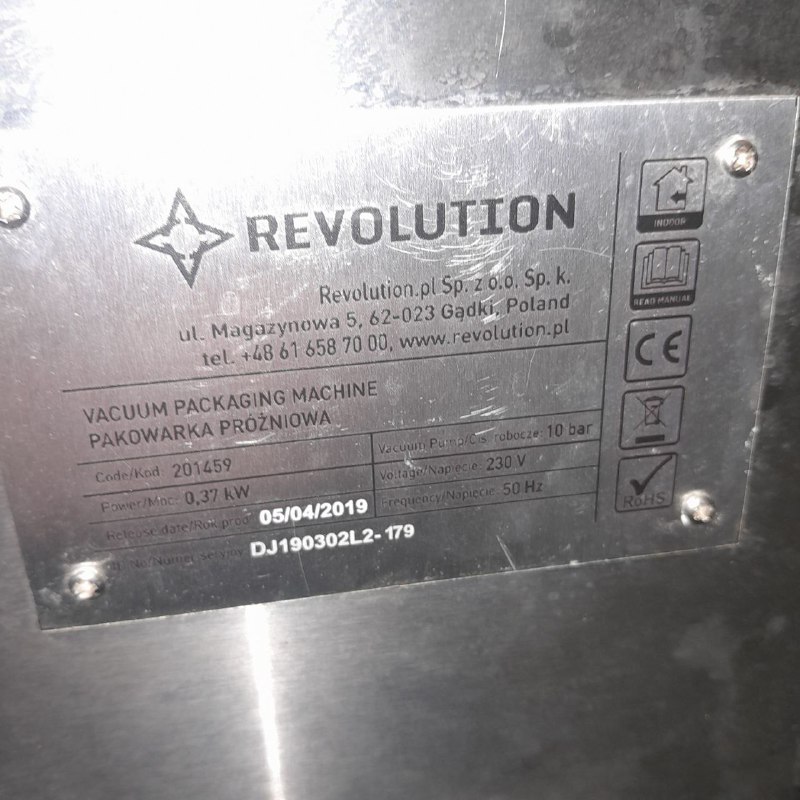 REVOLUTION
Revolution.pl Sp. z o.o. Sp. k.
ul. Magazynowa 5, 62-023 Gądki, Poland
tel. +48 61 658 70 00, www.revolution.pl
VACUUM PACKAGING MACHINE
PAKOWARKA PRÓŻNIOWA
Code/Kod: 201459
Power/Moc: 0,37 kW
Release date/Rok prod 05/04/2019
No/Numer seryjny DJ190302L2-179
Vacuum Pump/Ciś. robocze: 10 bar
Voltage/Napięcie: 230 V
Frequency/Napięcie: 50 Hz
INDOOR
READ MANUAL
CE
RoHS